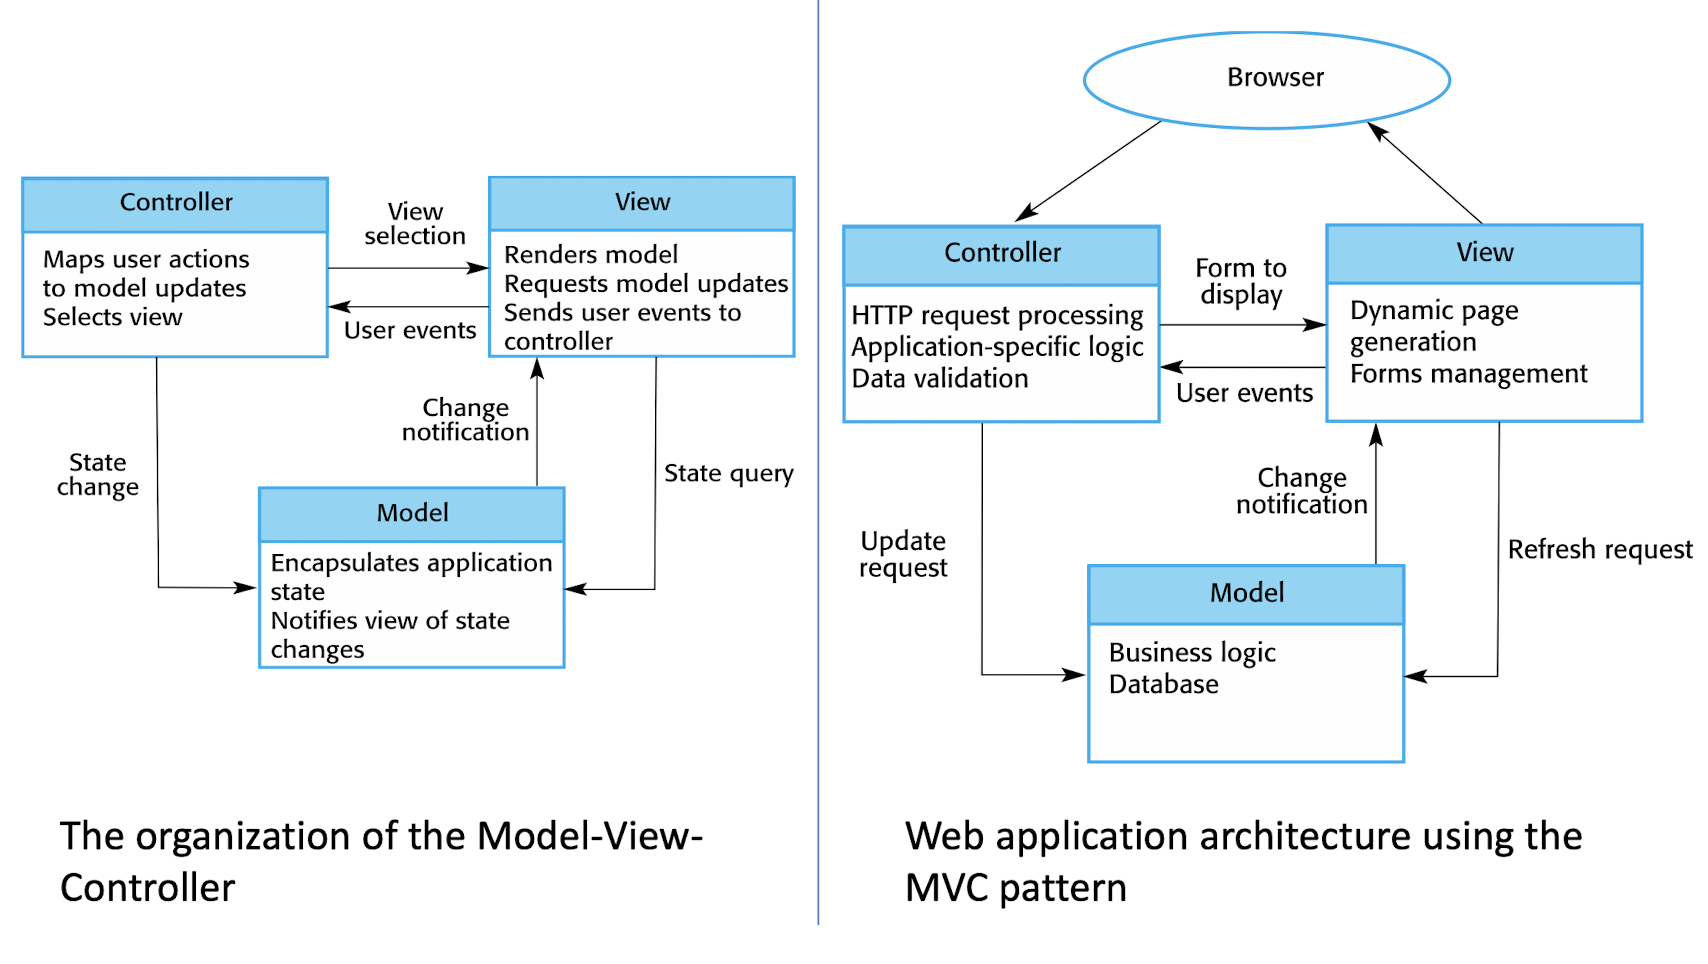 Controller
Maps user actions
to model updates
Selects view
View
selection
User events
View
Renders model
Requests model updates
Sends user events to
controller
State
change
Change
notification
State query
Model
Encapsulates application
state
Notifies view of state
changes
The organization of the Model-View-
Controller
Browser
Controller
HTTP request processing
Application-specific logic
Data validation
Form to
display
User events
View
Dynamic page
generation
Forms management
Update
request
Change
notification
Refresh request
Model
Business logic
Database
Web application architecture using the
MVC pattern